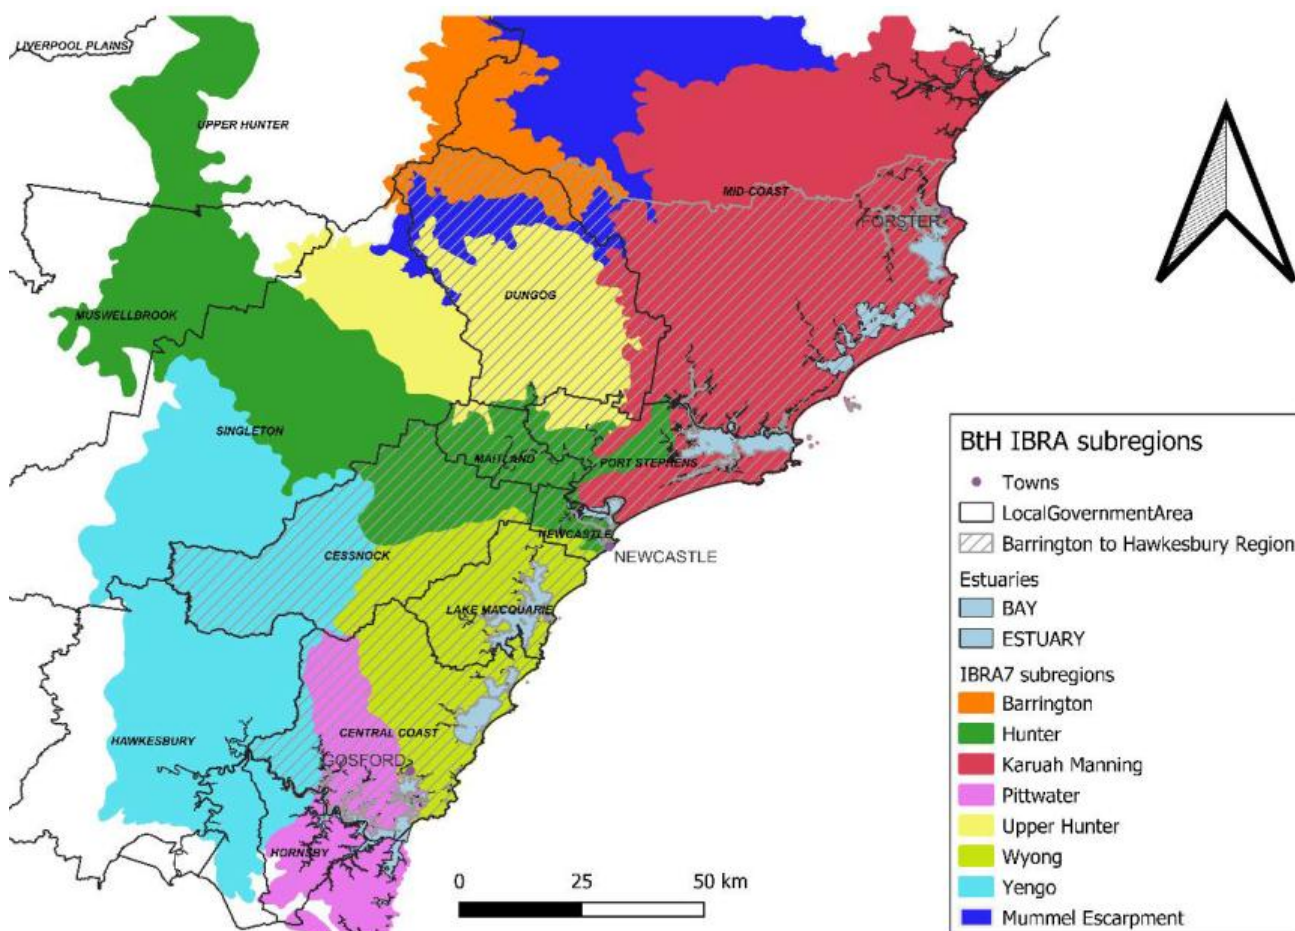 LIVERPOOL PLAINS
UPPER HUNTER
MID-COAST
FORSTER
DUNGOG
MUSWELLBROOK
SINGLETON
MAITLAND
PORT STEPHENS
NEWCASTLE
CESSNOCK
NEWCASTLE
LAKE MACQUARIE
CENTRAL COAST
HAWKESBURY
GOSFORD
HORNSBY
0 25 50 km
BtH IBRA subregions
Towns
LocalGovernmentArea
Barrington to Hawkesbury Region
Estuaries
BAY
ESTUARY
IBRA7 subregions
Barrington
Hunter
Karuah Manning
Pittwater
Upper Hunter
Wyong
Yengo
Mummel Escarpment